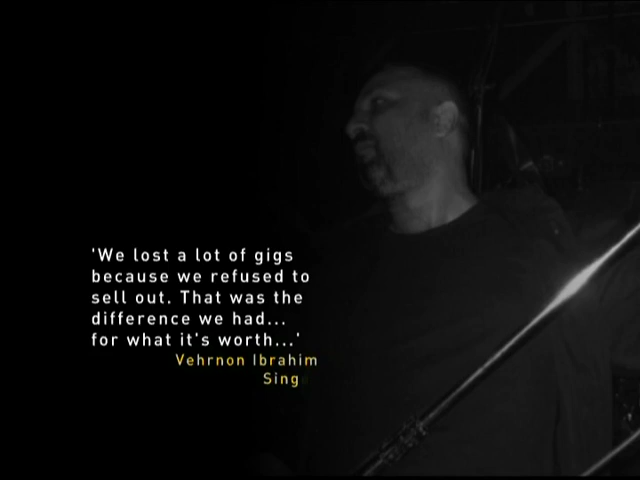 'We lost a lot of gigs
because we refused to
sell out. That was the
difference we had...
for what it's worth...'
Vehrnon Ibrahim
Sing